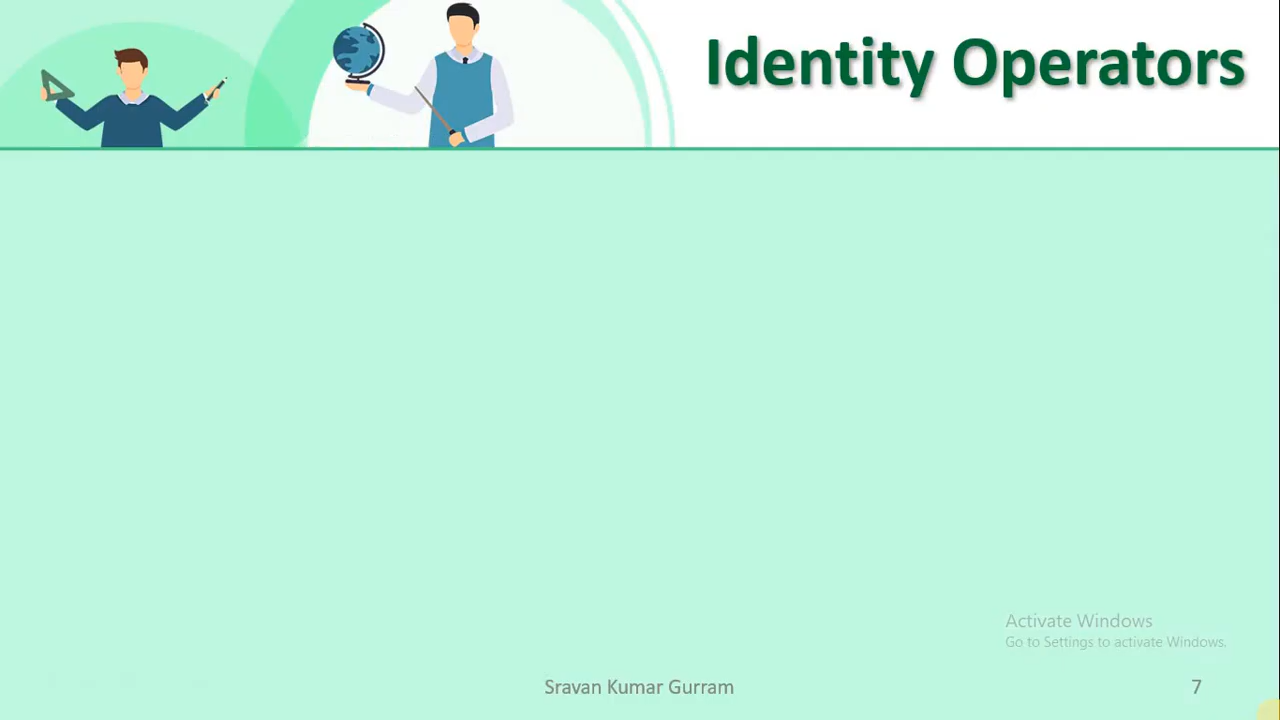 Identity Operators
Activate Windows
Go to Settings to activate Windows.
Sravan Kumar Gurram
7